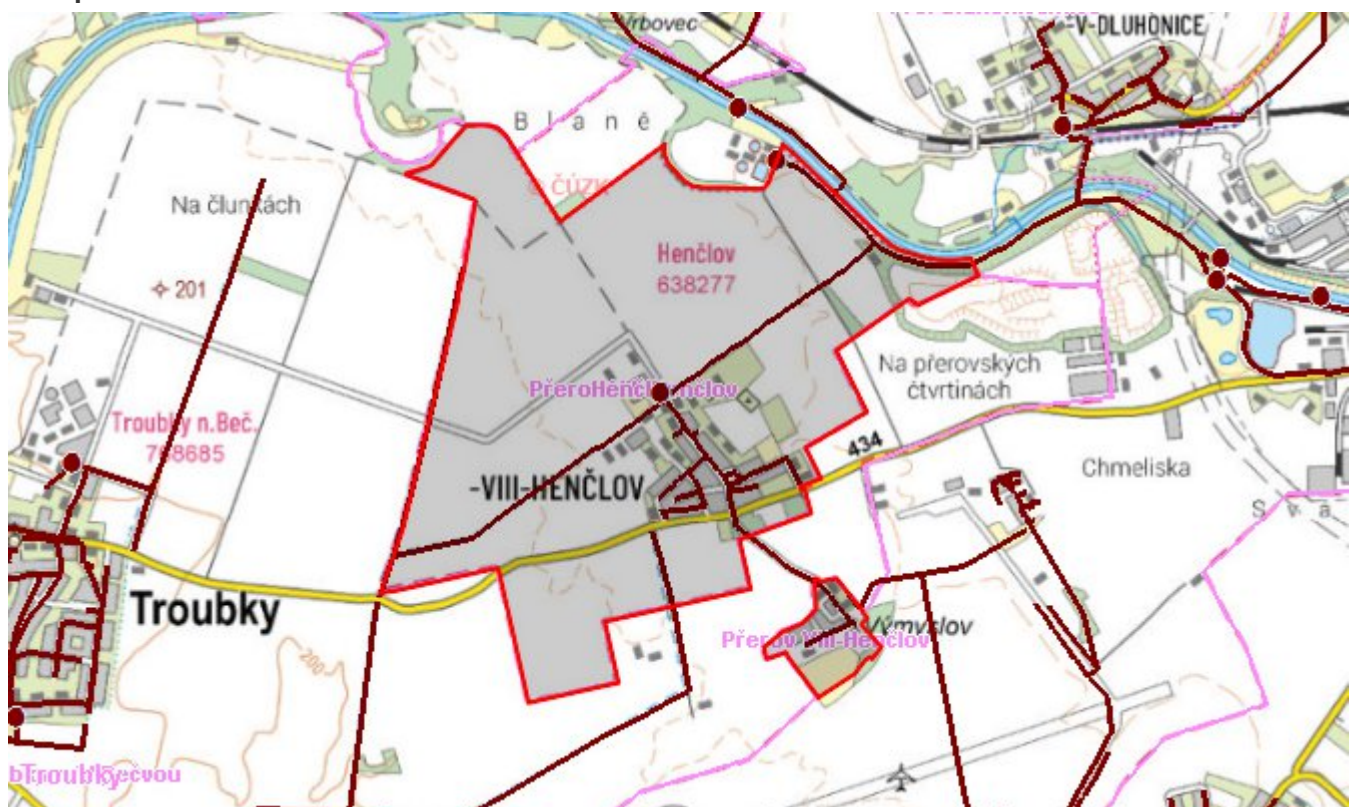 Vrbovec
-V-DLUHONICE
Blaně
Na člunkách
© ČÚZK
Henčlov
638277
201
Na přerovských
čtvrtinách
Troubky n.Beč.
768685
434
Chmeliska
-VIII-HENČLOV
Troubky
Výmyslov
Přerov VIII-Henčlov
200